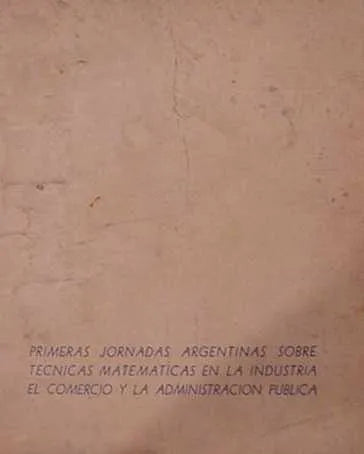 PRIMERAS JORNADAS ARGENTINAS SOBRE
TECNICAS MATEMATICAS EN LA INDUSTRIA
EL COMERCIO Y LA ADMINISTRACION PUBLICA